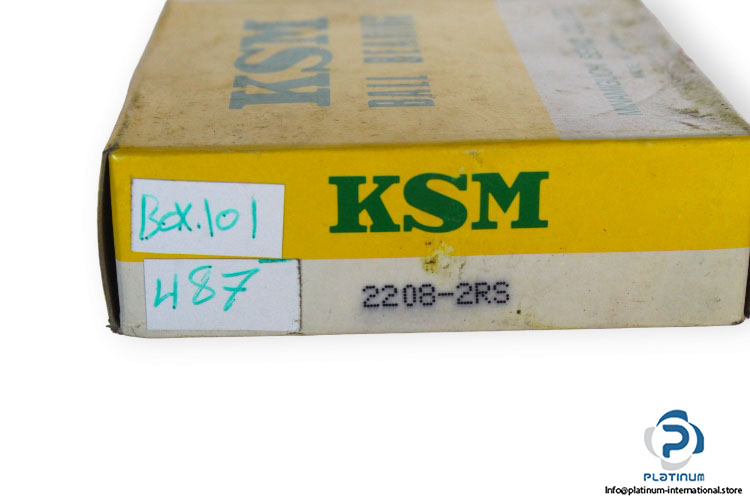 KSM
BALL BEARING
Box.101
KSM
487
2208-2RS
PLATINUM
Info@platinum-international.store